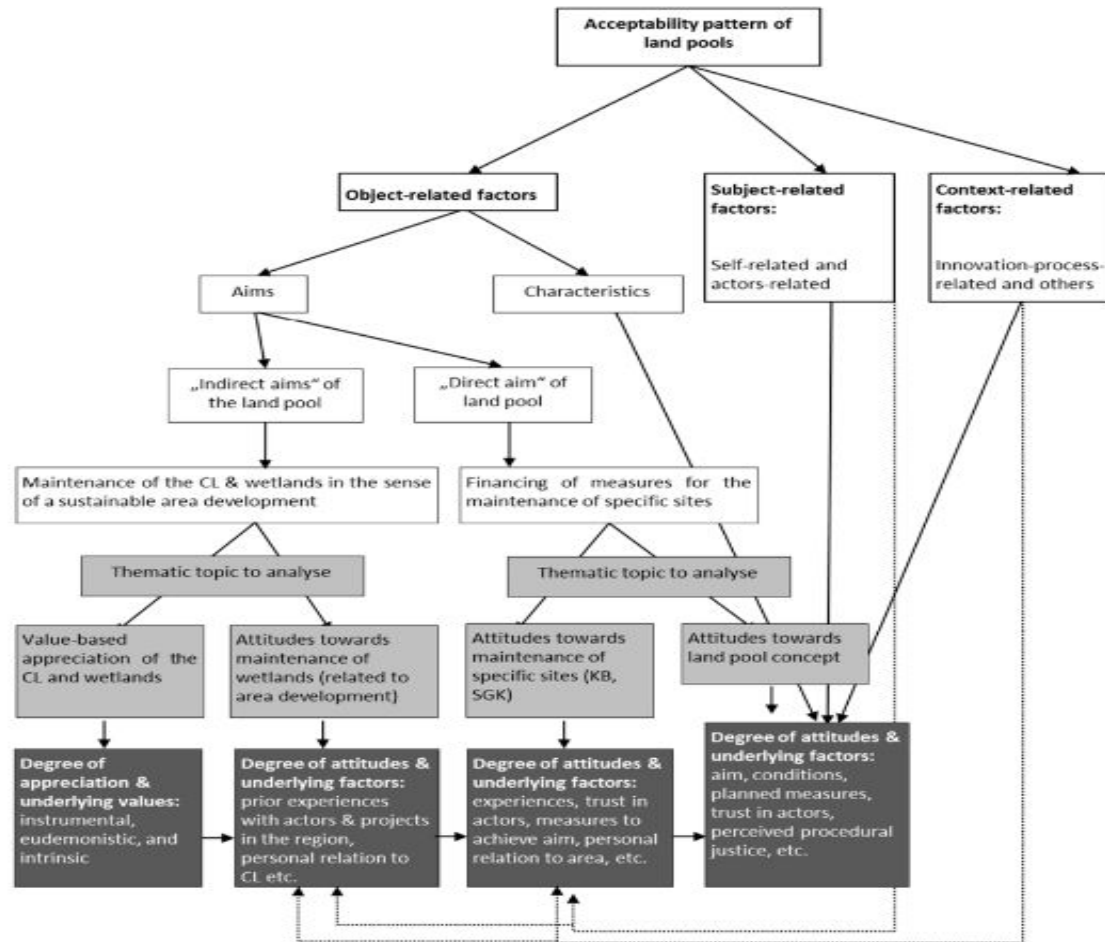 Acceptability pattern of
land pools
Object-related factors
Subject-related
factors:
Self-related and
actors-related
Context-related
factors:
Innovation-process-
related and others
Aims
Characteristics
„Indirect aims“ of
the land pool
„Direct aim“ of
land pool
Maintenance of the CL & wetlands in the sense
of a sustainable area development
Financing of measures for the
maintenance of specific sites
Thematic topic to analyse
Thematic topic to analyse
Value-based
appreciation of the
CL and wetlands
Attitudes towards
maintenance of
wetlands (related to
area development)
Attitudes towards
maintenance of
specific sites (KB,
SGK)
Attitudes towards
land pool concept
Degree of
appreciation &
underlying values:
instrumental,
eudemonistic, and
intrinsic
Degree of attitudes &
underlying factors:
prior experiences
with actors & projects
in the region,
personal relation to
CL etc.
Degree of attitudes &
underlying factors:
experiences, trust in
actors, measures to
achieve aim, personal
relation to area, etc.
Degree of attitudes &
underlying factors:
aim, conditions,
planned measures,
trust in actors,
perceived procedural
justice, etc.